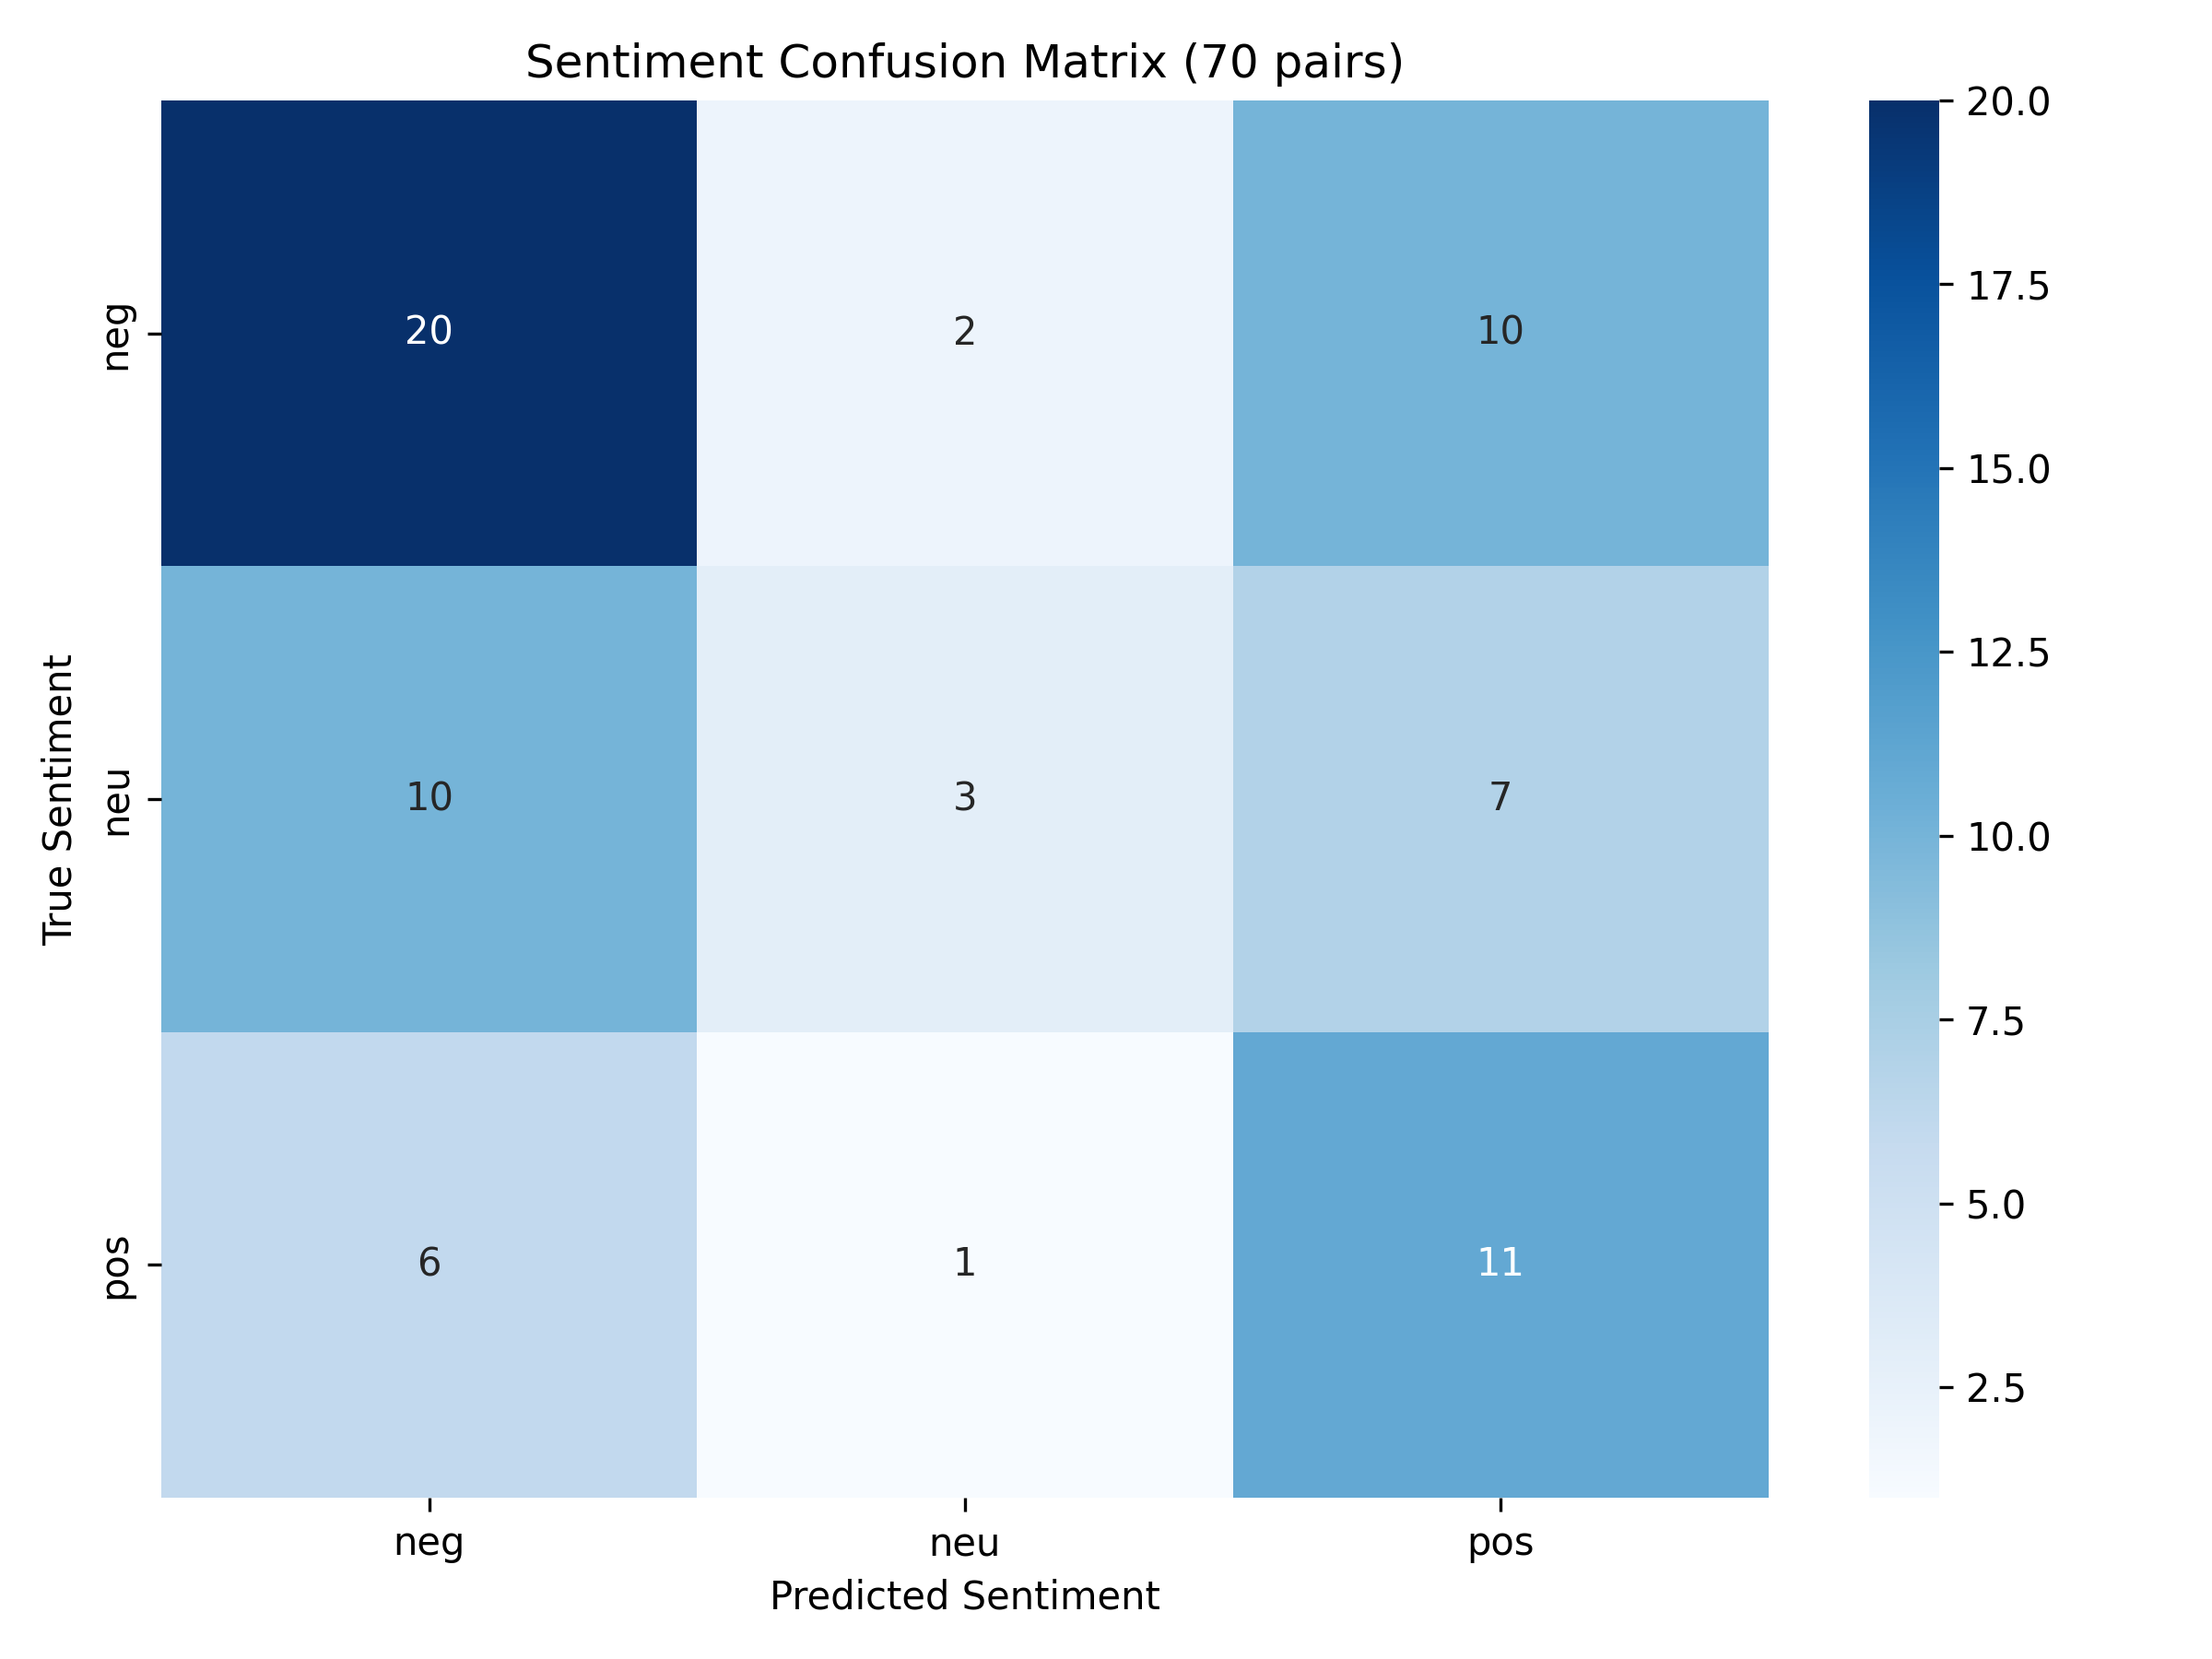 Sentiment Confusion Matrix (70 pairs)
True Sentiment
neg
20
2
10
neu
10
3
7
pos
6
1
11
neg
neu
pos
Predicted Sentiment
20.0
17.5
15.0
12.5
10.0
7.5
5.0
2.5